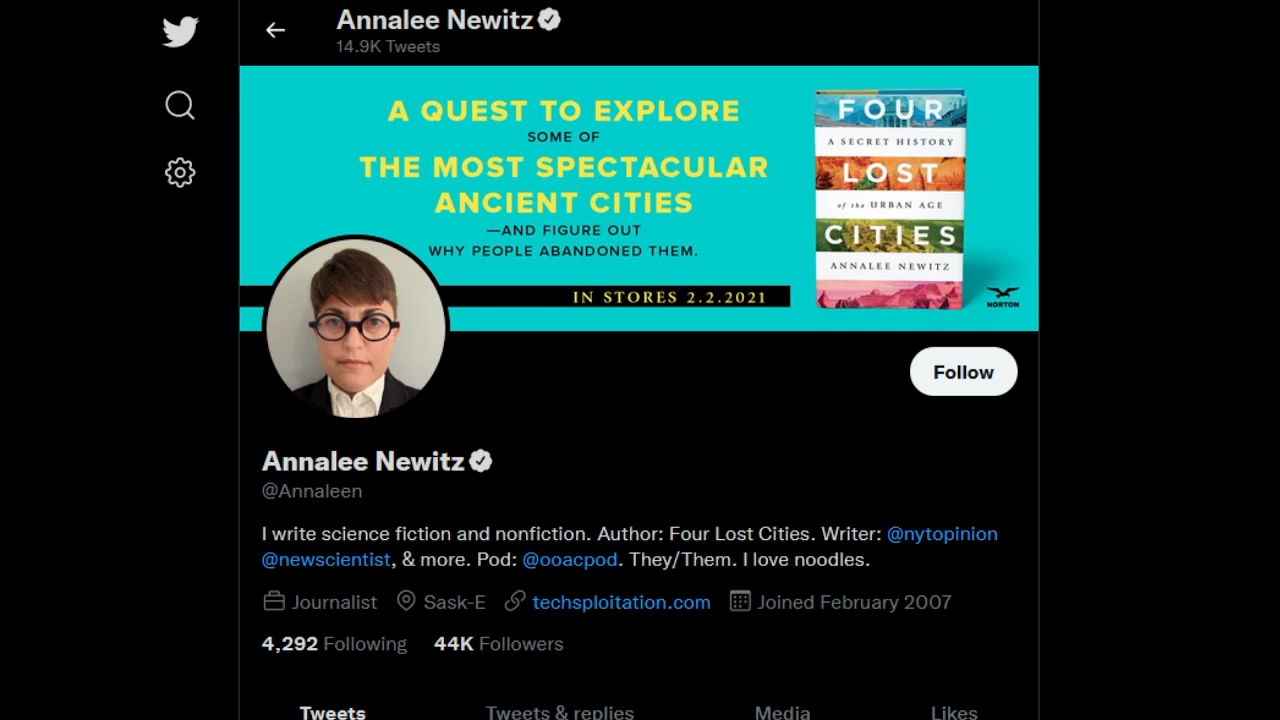 Annalee Newitz
14.9K Tweets
A QUEST TO EXPLORE
SOME OF
THE MOST SPECTACULAR
ANCIENT CITIES
—AND FIGURE OUT
WHY PEOPLE ABANDONED THEM.
IN STORES 2.2.2021
FOUR
A SECRET HISTORY
LOST
of the URBAN AGE
CITIES
ANNALEE NEWITZ
NORTON
Follow
Annalee Newitz
@Annaleen
I write science fiction and nonfiction. Author: Four Lost Cities. Writer: @nytopinion
@newscientist, & more. Pod: @ooacpod. They/Them. I love noodles.
Journalist Sask-E techsploitation.com Joined February 2007
4,292 Following 44K Followers
Tweets Tweets & replies Media Likes